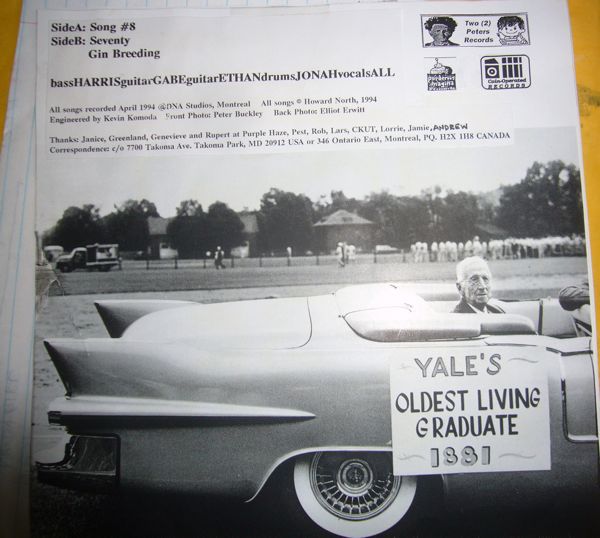 SideA: Song #8
SideB: Seventy
Gin Breeding
bassHARRISguitarGABEguitarETHANdrumsJONAHvocalsALL
All songs recorded April 1994 @DNA Studios, Montreal All songs © Howard North, 1994
Engineered by Kevin Komoda Front Photo: Peter Buckley Back Photo: Elliot Erwitt
Thanks: Janice, Greenland, Genevieve and Rupert at Purple Haze, Pest, Rob, Lars, CKUT, Lorrie, Jamie, ANDREW
Correspondence: c/o 7700 Takoma Ave. Takoma Park, MD 20912 USA or 346 Ontario East, Montreal, PQ. H2X 1H8 CANADA
Two (2)
Peters
Records
Coin-Operated
RECORDS
YALE'S
OLDEST LIVING
GRADUATE
1881